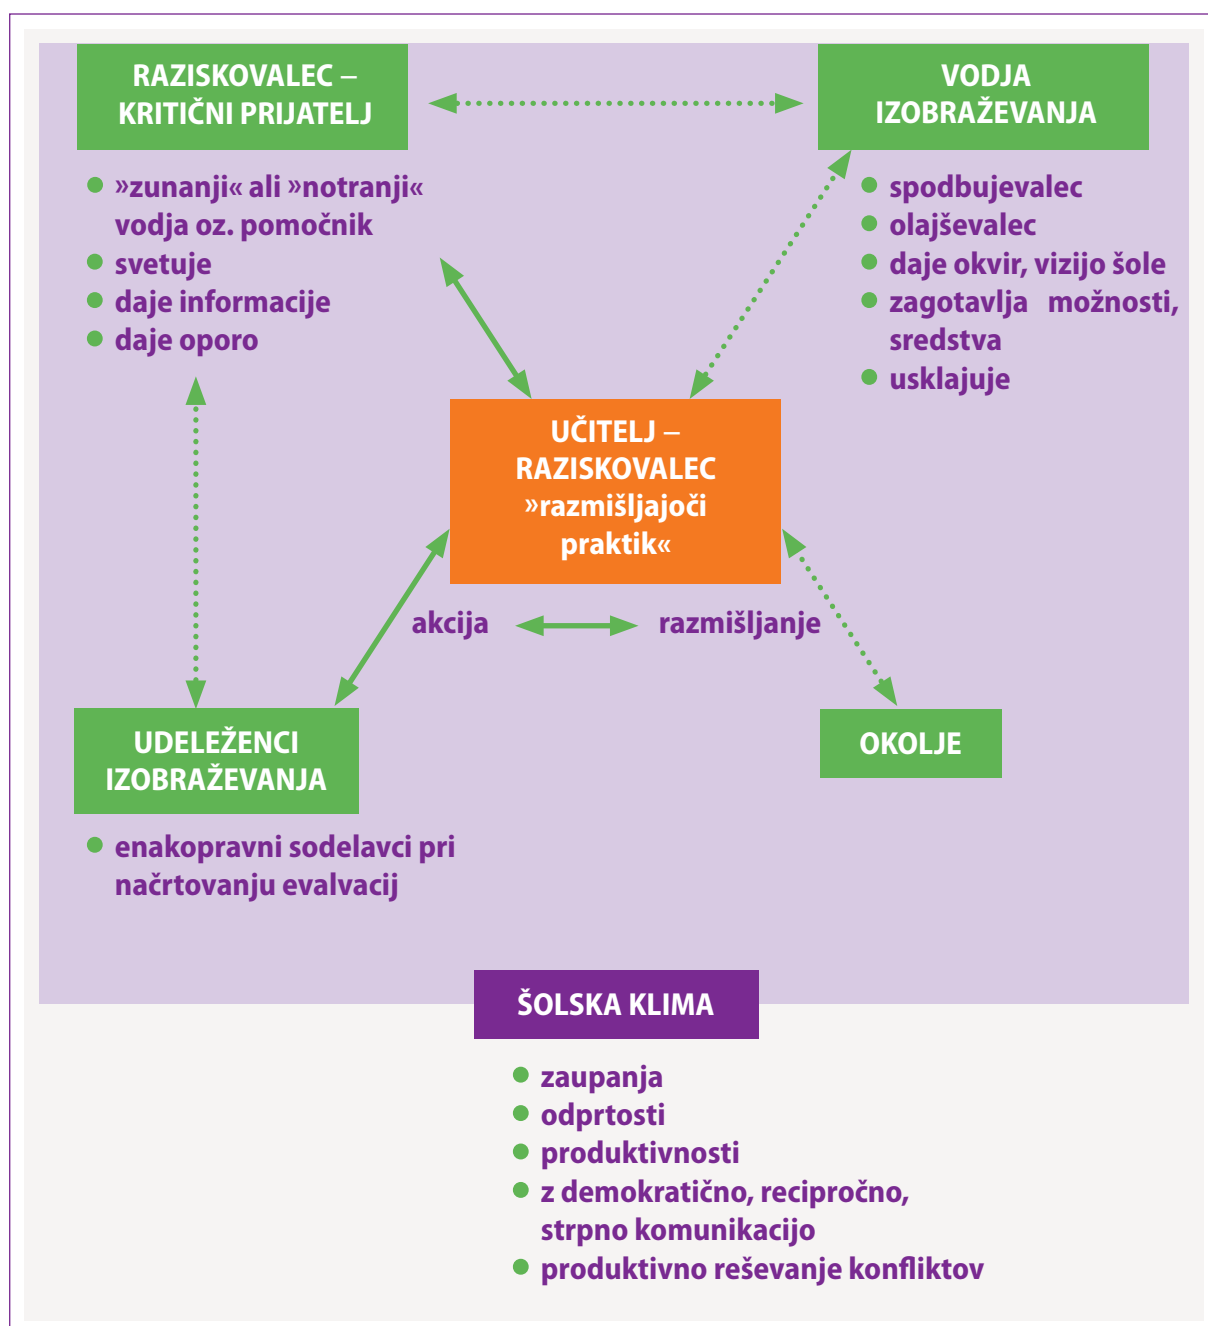 RAZISKOVALEC –
KRITIČNI PRIJATELJ
»zunanji« ali »notranji«
vodja oz. pomočnik
svetuje
daje informacije
daje oporo
VODJA
IZOBRAŽEVANJA
spodbujevalec
olajševalec
daje okvir, vizijo šole
zagotavlja možnosti,
sredstva
usklajuje
UČITELJ –
RAZISKOVALEC
»razmišljajoči
praktik«
akcija
razmišljanje
UDELEŽENCI
IZOBRAŽEVANJA
enakopravni sodelavci pri
načrtovanju evalvacij
OKOLJE
ŠOLSKA KLIMA
zaupanja
odprtosti
produktivnosti
z demokratično, recipročno,
strpno komunikacijo
produktivno reševanje konfliktov